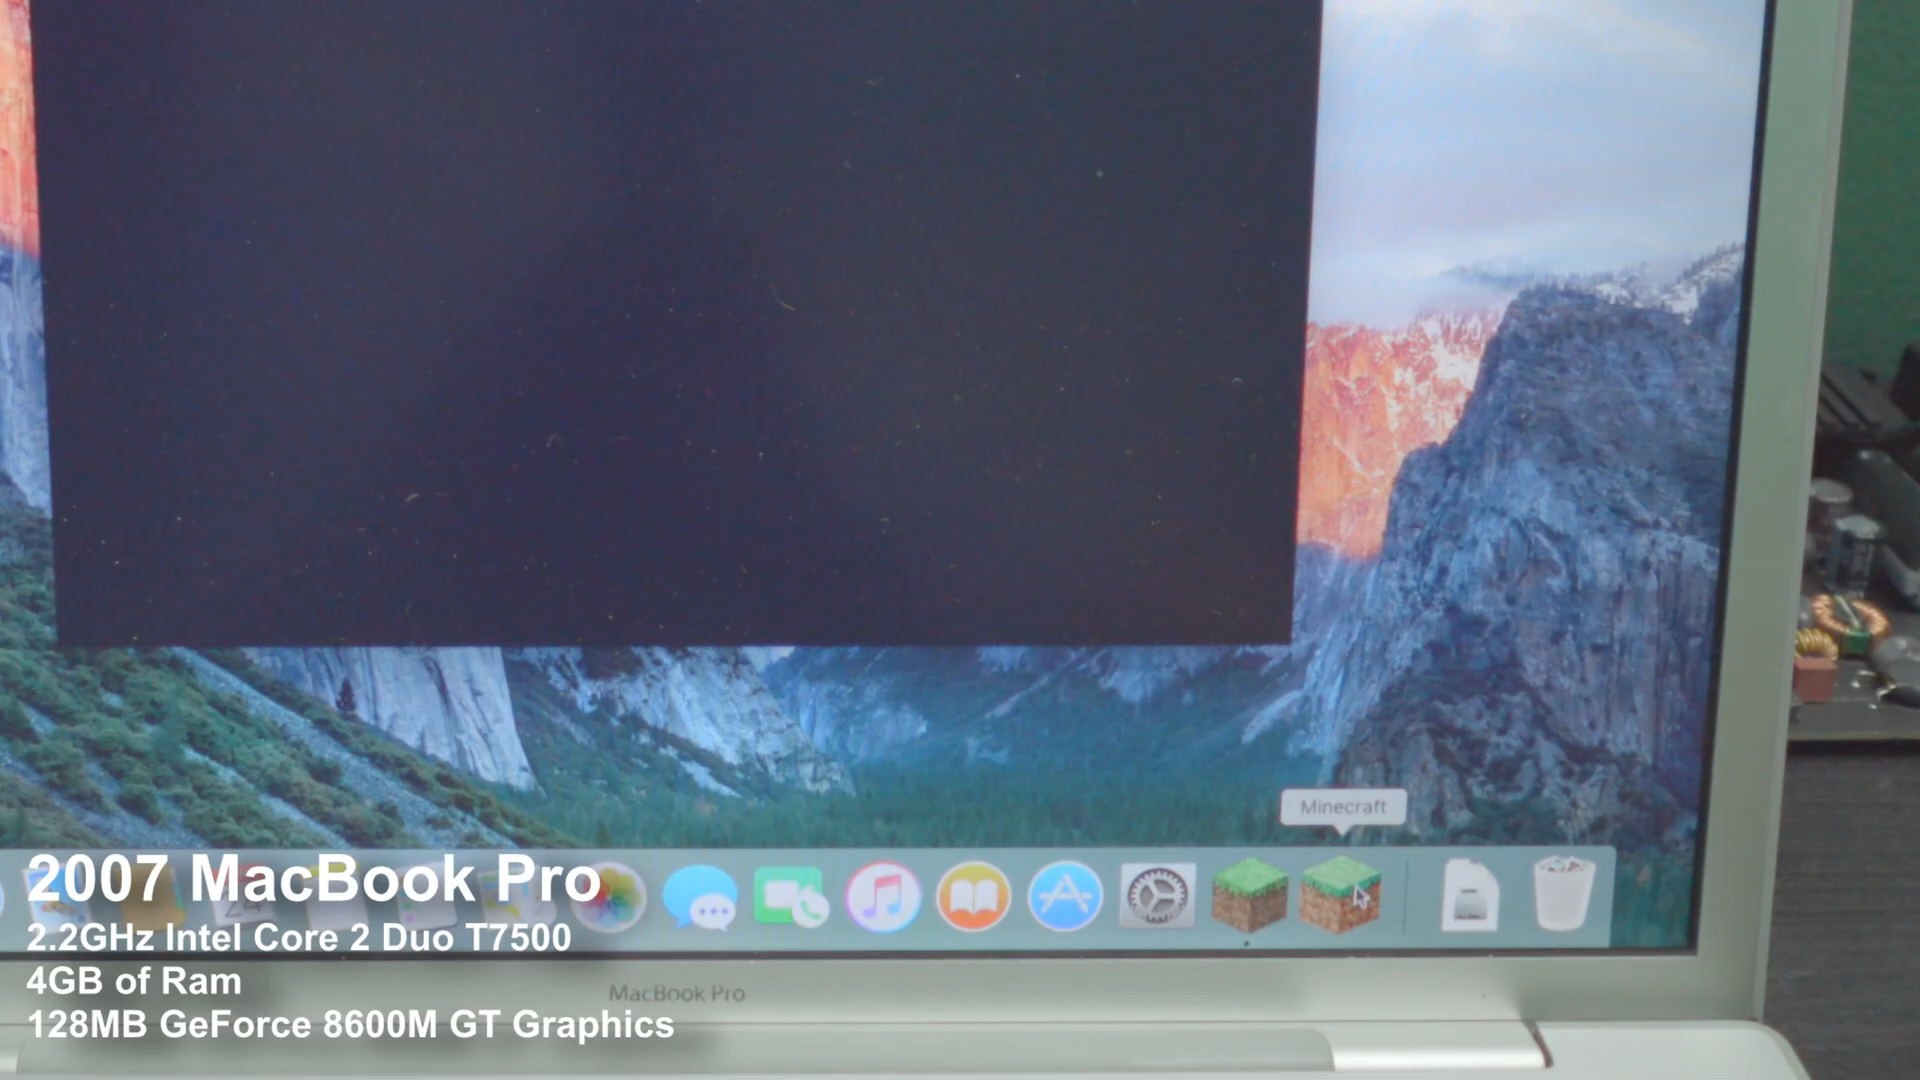 Minecraft
2007 MacBook Pro
2.2GHz Intel Core 2 Duo T7500
4GB of Ram
MacBook Pro
128MB GeForce 8600M GT Graphics